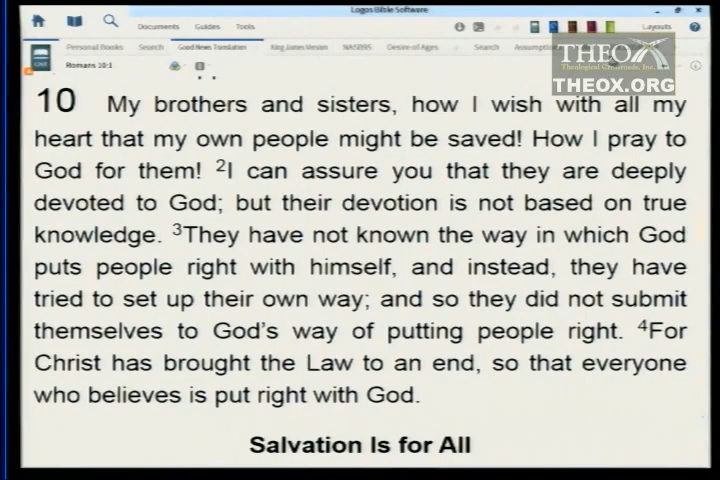 Logos Bible Software
Documents Guides Tools Layouts
Personal Books Search Good News Translation King James Version NASB95 Desire of Ages Search
Romans 10:1
THEOX
Theological Crossroads, Inc.
THEOX.ORG
10 My brothers and sisters, how I wish with all my
heart that my own people might be saved! How I pray to
God for them! ²I can assure you that they are deeply
devoted to God; but their devotion is not based on true
knowledge. ³They have not known the way in which God
puts people right with himself, and instead, they have
tried to set up their own way; and so they did not submit
themselves to God’s way of putting people right. ⁴For
Christ has brought the Law to an end, so that everyone
who believes is put right with God.
Salvation Is for All